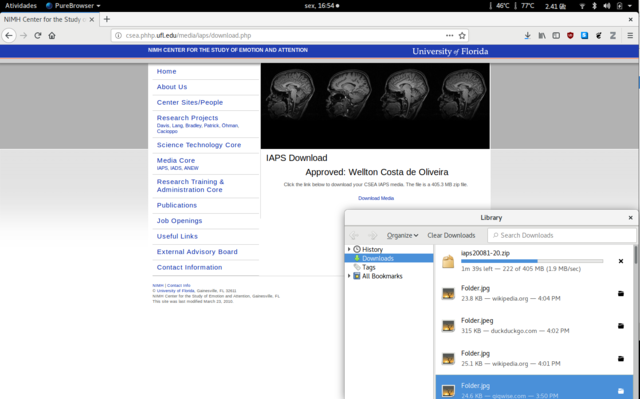 Atividades PureBrowser
sex, 16:54
46°C 77°C 2.41
NIMH Center for the Study
csea.phhp.ufl.edu/media/iaps/download.php
NIMH CENTER FOR THE STUDY OF EMOTION AND ATTENTION
University of Florida
Home
About Us
Center Sites/People
Research Projects
Davis, Lang, Bradley, Patrick, Öhman,
Cacioppo
Science Technology Core
Media Core
IAPS, IADS, ANEW
Research Training &
Administration Core
Publications
Job Openings
Useful Links
External Advisory Board
Contact Information
NIMH | Contact Info
© University of Florida, Gainesville, FL 32611
NIMH Center for the Study of Emotion and Attention, Gainesville, FL
This site was last modified March 23, 2016
IAPS Download
Approved: Wellton Costa de Oliveira
Click the link below to download your CSEA IAPS media. The file is a 405.3 MB zip file.
Download Media
Library
Organize Clear Downloads Search Downloads
History
Downloads
Tags
All Bookmarks
iaps20081-20.zip
1m 39s left — 222 of 405 MB (1.9 MB/sec)
Folder.jpg
23.8 KB — wikipedia.org — 4:04 PM
Folder.jpeg
315 KB — duckduckgo.com — 4:02 PM
Folder.jpg
25.1 KB — wikipedia.org — 4:01 PM
Folder.jpg
24.6 KB — 3:50 PM